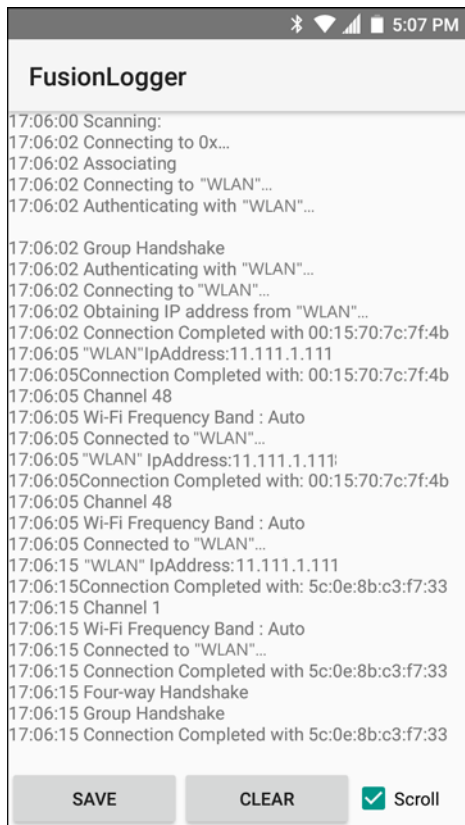 5:07 PM
FusionLogger
17:06:00 Scanning:
17:06:02 Connecting to 0x...
17:06:02 Associating
17:06:02 Connecting to "WLAN"...
17:06:02 Authenticating with "WLAN"...
17:06:02 Group Handshake
17:06:02 Authenticating with "WLAN"...
17:06:02 Connecting to "WLAN"...
17:06:02 Obtaining IP address from "WLAN"...
17:06:02 Connection Completed with 00:15:70:7c:7f:4b
17:06:05 "WLAN"IpAddress:11.111.1.111
17:06:05Connection Completed with: 00:15:70:7c:7f:4b
17:06:05 Channel 48
17:06:05 Wi-Fi Frequency Band : Auto
17:06:05 Connected to "WLAN"...
17:06:05 "WLAN" IpAddress:11.111.1.111
17:06:05Connection Completed with: 00:15:70:7c:7f:4b
17:06:05 Channel 48
17:06:05 Wi-Fi Frequency Band : Auto
17:06:05 Connected to "WLAN"...
17:06:15 "WLAN" IpAddress:11.111.1.111
17:06:15Connection Completed with: 5c:0e:8b:c3:f7:33
17:06:15 Channel 1
17:06:15 Wi-Fi Frequency Band : Auto
17:06:15 Connected to "WLAN"...
17:06:15 Connection Completed with 5c:0e:8b:c3:f7:33
17:06:15 Four-way Handshake
17:06:15 Group Handshake
17:06:15 Connection Completed with 5c:0e:8b:c3:f7:33
SAVE CLEAR Scroll